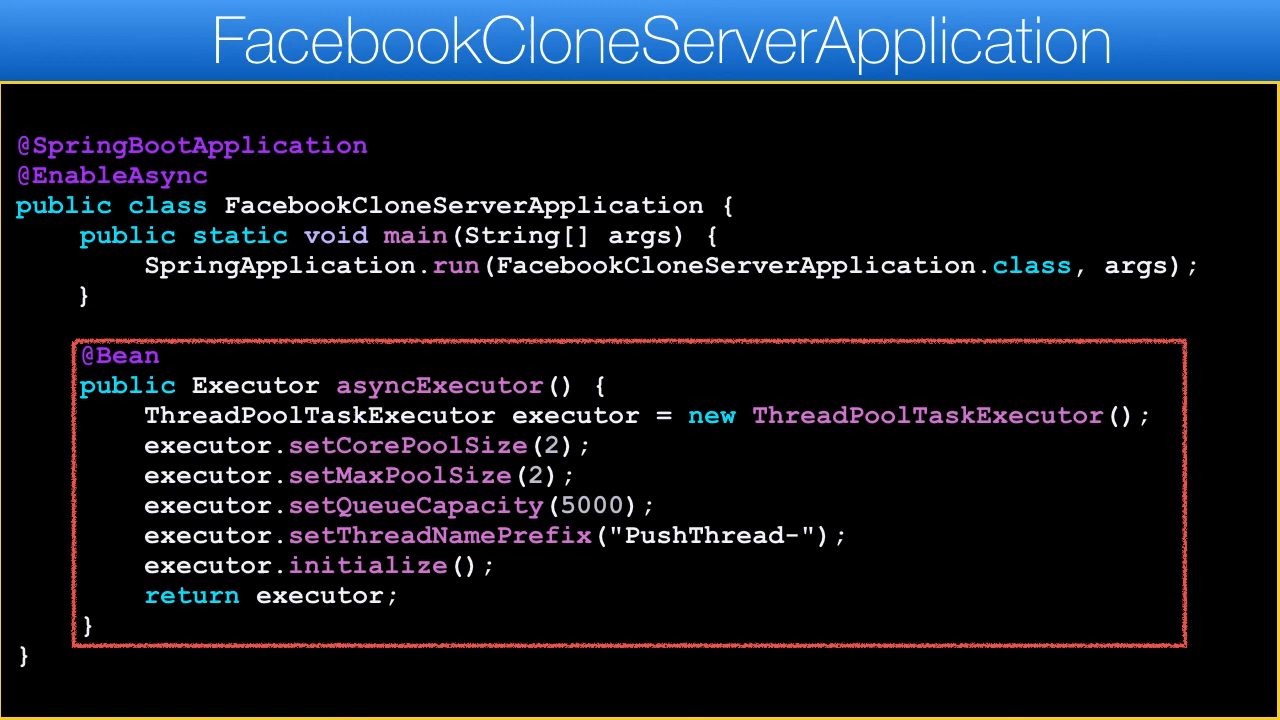 FacebookCloneServerApplication
@SpringBootApplication
@EnableAsync
public class FacebookCloneServerApplication {
    public static void main(String[] args) {
        SpringApplication.run(FacebookCloneServerApplication.class, args);
    }
    @Bean
    public Executor asyncExecutor() {
        ThreadPoolTaskExecutor executor = new ThreadPoolTaskExecutor();
        executor.setCorePoolSize(2);
        executor.setMaxPoolSize(2);
        executor.setQueueCapacity(5000);
        executor.setThreadNamePrefix("PushThread-");
        executor.initialize();
        return executor;
    }
}